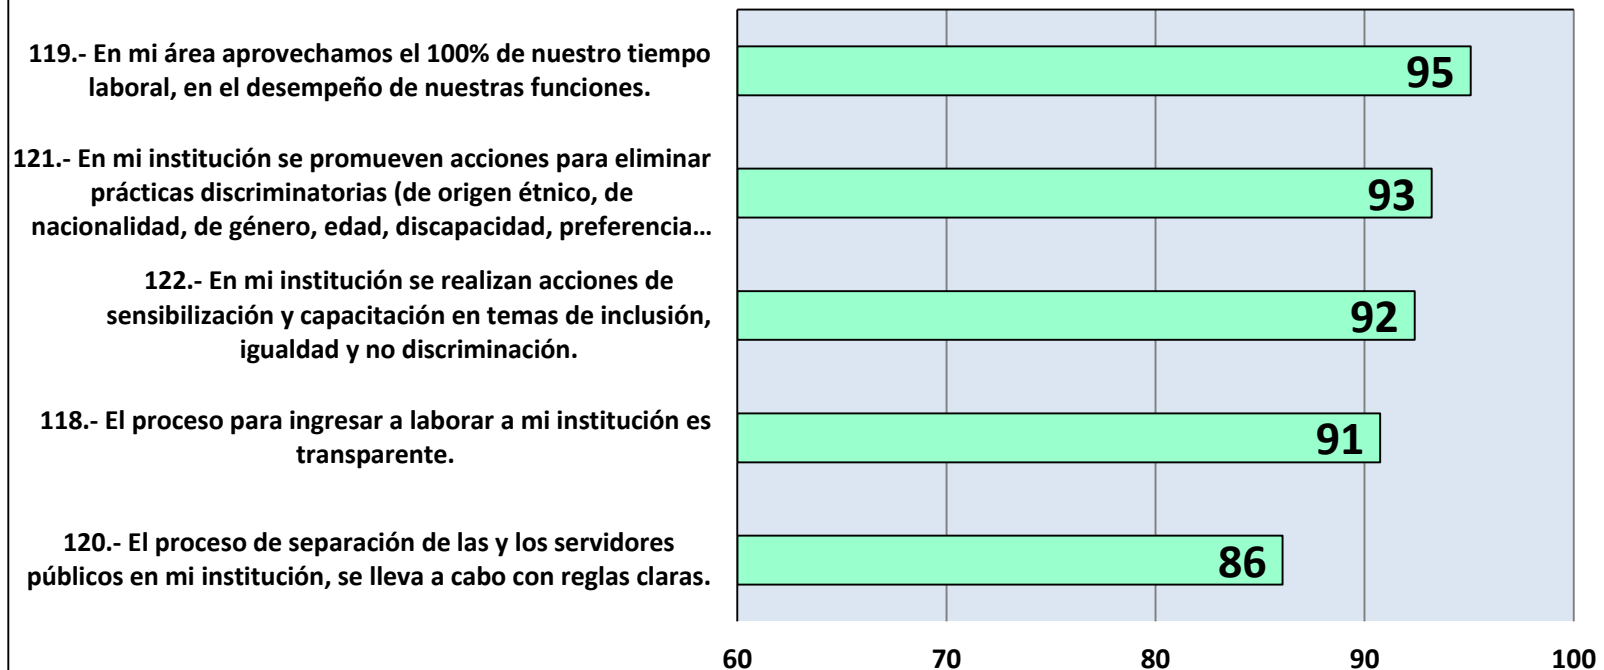 119.- En mi área aprovechamos el 100% de nuestro tiempo
laboral, en el desempeño de nuestras funciones.
95
121.- En mi institución se promueven acciones para eliminar
prácticas discriminatorias (de origen étnico, de
nacionalidad, de género, edad, discapacidad, preferencia…
93
122.- En mi institución se realizan acciones de
sensibilización y capacitación en temas de inclusión,
igualdad y no discriminación.
92
118.- El proceso para ingresar a laborar a mi institución es
transparente.
91
120.- El proceso de separación de las y los servidores
públicos en mi institución, se lleva a cabo con reglas claras.
86
60 70 80 90 100